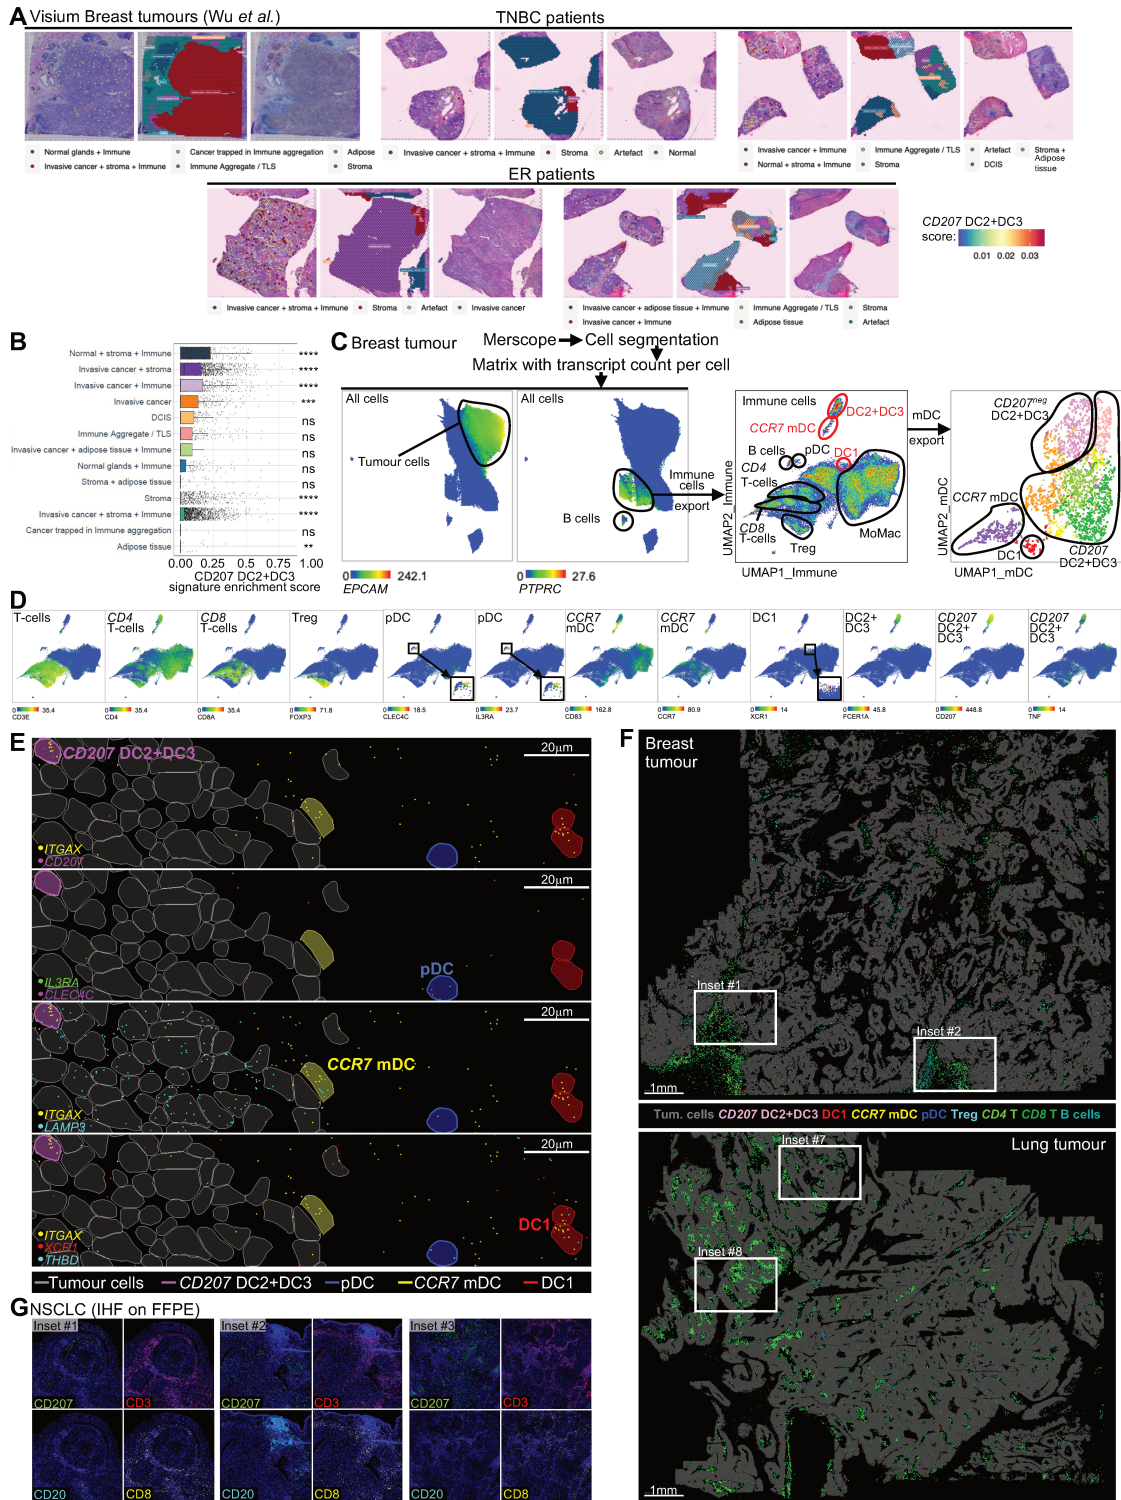 A Visium Breast tumours (Wu et al.)
TNBC patients
Normal glands + Immune
Cancer trapped in Immune aggregation
Adipose
Invasive cancer + stroma + Immune
Immune Aggregate / TLS
Stroma
Invasive cancer + stroma + Immune
Stroma
Artefact
Normal
Invasive cancer + Immune
Immune Aggregate / TLS
Artefact
Stroma + Adipose tissue
Normal + stroma + Immune
Stroma
DCIS
ER patients
Invasive cancer + stroma + Immune
Stroma
Artefact
Invasive cancer
Invasive cancer + adipose tissue + Immune
Immune Aggregate / TLS
Stroma
Invasive cancer + Immune
Adipose tissue
Artefact
CD207 DC2+DC3
score:
0.01 0.02 0.03
B
Normal + stroma + Immune ****
Invasive cancer + stroma ****
Invasive cancer + Immune ****
Invasive cancer ***
DCIS ns
Immune Aggregate / TLS ns
Invasive cancer + adipose tissue + Immune ns
Normal glands + Immune ns
Stroma + adipose tissue ns
Stroma ****
Invasive cancer + stroma + Immune ****
Cancer trapped in Immune aggregation ns
Adipose tissue **
0.00 0.25 0.5 0.75 1.00
CD207 DC2+DC3
signature enrichment score
C Breast tumour
Merscope
Cell segmentation
Matrix with transcript count per cell
All cells
Tumour cells
0 242.1
EPCAM
All cells
B cells
0 27.6
PTPRC
Immune cells export
Immune cells
DC2+DC3
CCR7 mDC
B cells
pDC
DC1
CD4 T-cells
CD8 T-cells
Treg
MoMac
UMAP2_Immune
UMAP1_Immune
mDC export
CD207neg DC2+DC3
CCR7 mDC
DC1
CD207 DC2+DC3
UMAP2_mDC
UMAP1_mDC
D
T-cells
0 35.4
CD3E
CD4 T-cells
0 35.4
CD4
CD8 T-cells
0 35.4
CD8A
Treg
0 71.8
FOXP3
pDC
0 18.5
CLEC4C
pDC
0 23.7
IL3RA
CCR7 mDC
0 162.8
CD83
CCR7 mDC
0 80.9
CCR7
DC1
0 14
XCR1
DC2+ DC3
0 45.8
FCER1A
CD207 DC2+ DC3
0 448.8
CD207
CD207 DC2+ DC3
0 14
TNF
E
CD207 DC2+DC3
20µm
ITGAX
CD207
20µm
pDC
IL3RA
CLEC4C
20µm
CCR7 mDC
ITGAX
LAMP3
20µm
DC1
ITGAX
XCR1
THBD
Tumour cells CD207 DC2+DC3 pDC CCR7 mDC DC1
F
Breast tumour
Inset #1
Inset #2
1mm
Tum. cells CD207 DC2+DC3 DC1 CCR7 mDC pDC Treg CD4 T CD8 T B cells
Lung tumour
Inset #7
Inset #8
1mm
G NSCLC (IHF on FFPE)
Inset #1
Inset #2
Inset #3
CD207 CD3 CD207 CD3 CD207 CD3
CD20 CD8 CD20 CD8 CD20 CD8